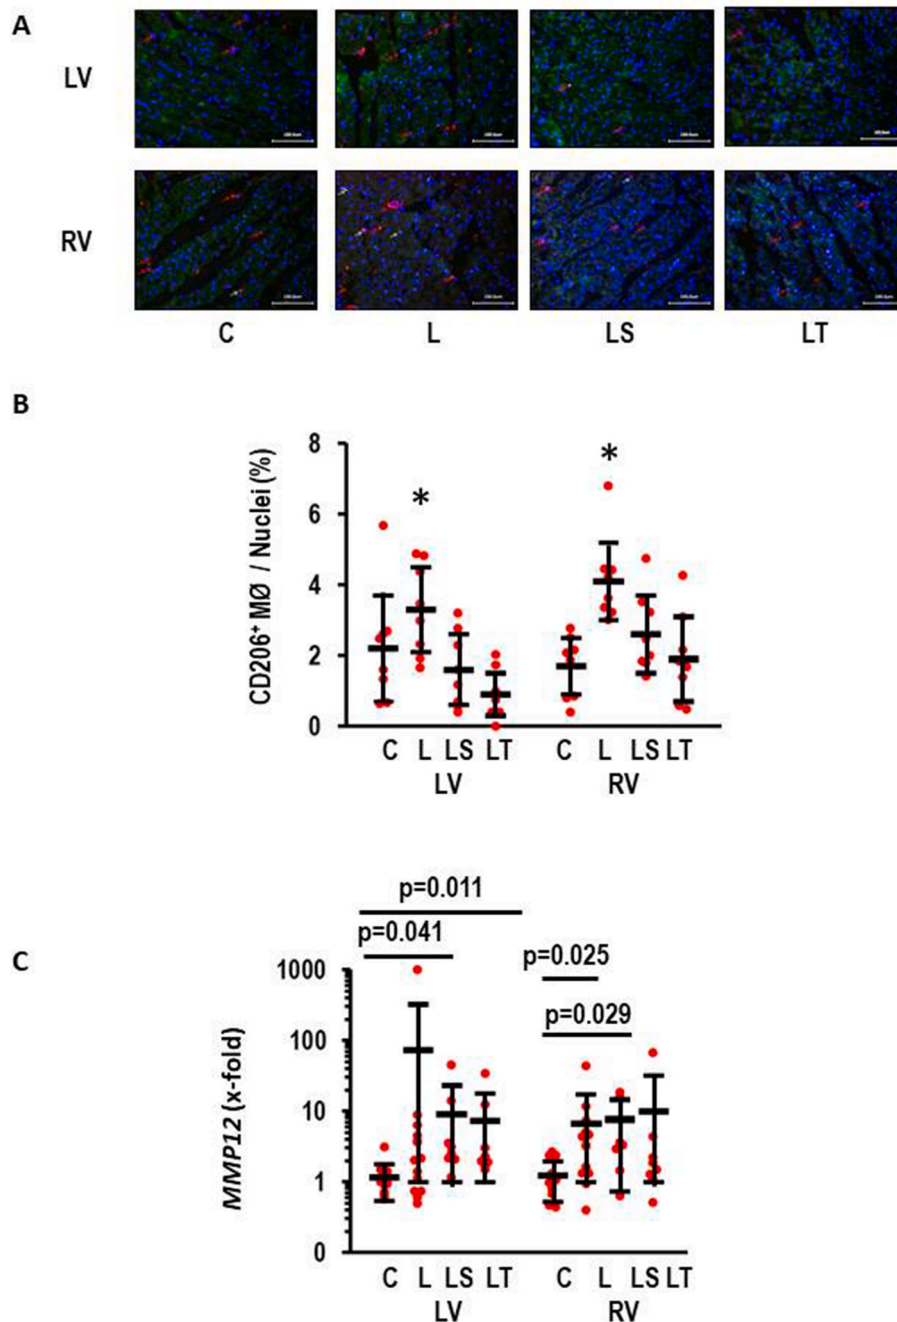 A
LV
RV
C L LS LT
B
CD206⁺ MØ / Nuclei (%)
8
6
4
2
0
*
*
C L LS LT C L LS LT
LV RV
C
p=0.011
p=0.041
p=0.025
p=0.029
MMP12 (x-fold)
1000
100
10
1
0
C L LS LT C L LS LT
LV RV